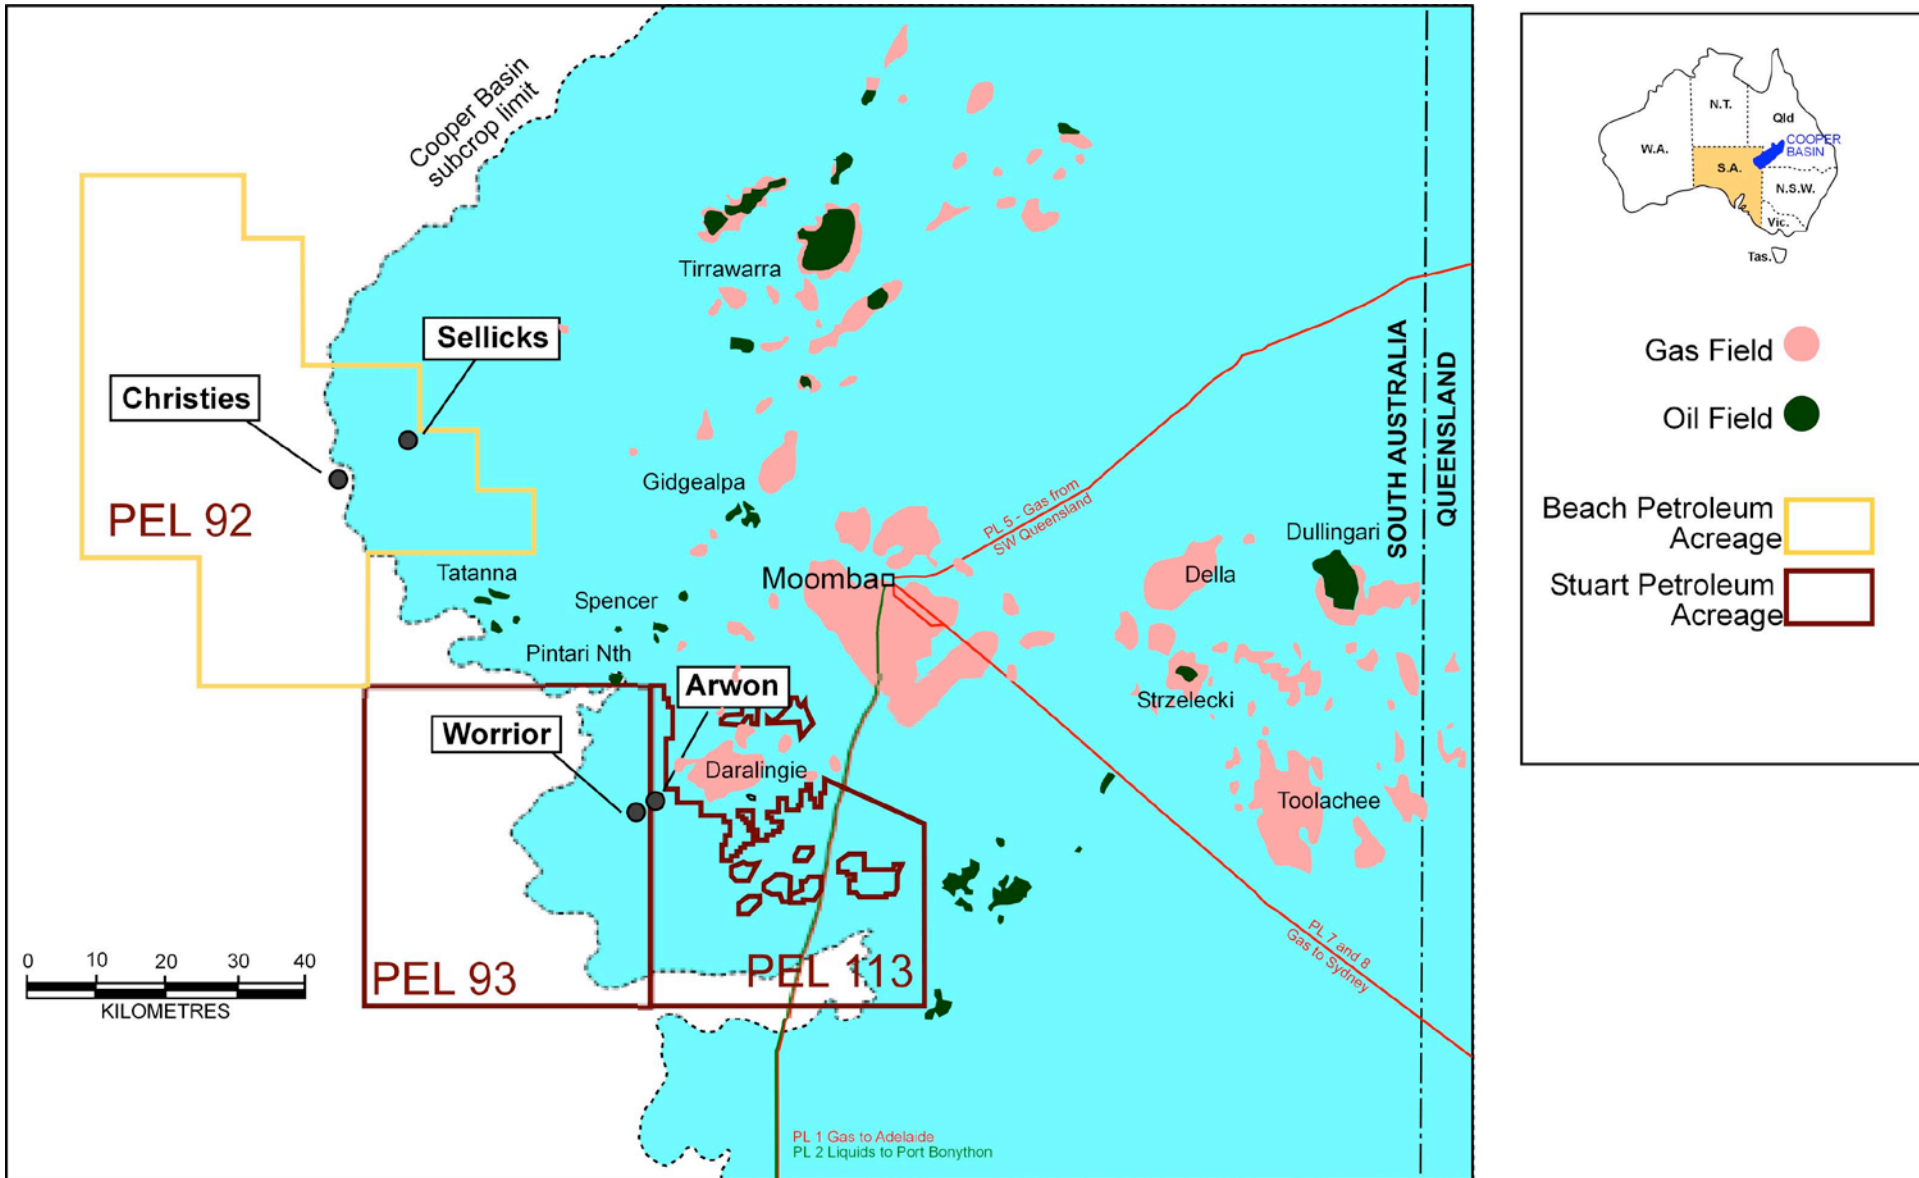 Cooper Basin
subcrop limit
Sellicks
Christies
PEL 92
Tirrawarra
Gidgealpa
Tatanna
Spencer
Pintari Nth
Moomba
Arwon
Worrior
Daralingie
PEL 93
PEL 113
PL 5 - Gas from
SW Queensland
Dullingari
Della
Strzelecki
Toolachee
SOUTH AUSTRALIA
QUEENSLAND
PL 7 and 8
Gas to Sydney
PL 1 Gas to Adelaide
PL 2 Liquids to Port Bonython
0 10 20 30 40
KILOMETRES
N.T.
Qld
W.A.
COOPER
BASIN
S.A.
N.S.W.
Vic.
Tas.
Gas Field
Oil Field
Beach Petroleum
Acreage
Stuart Petroleum
Acreage